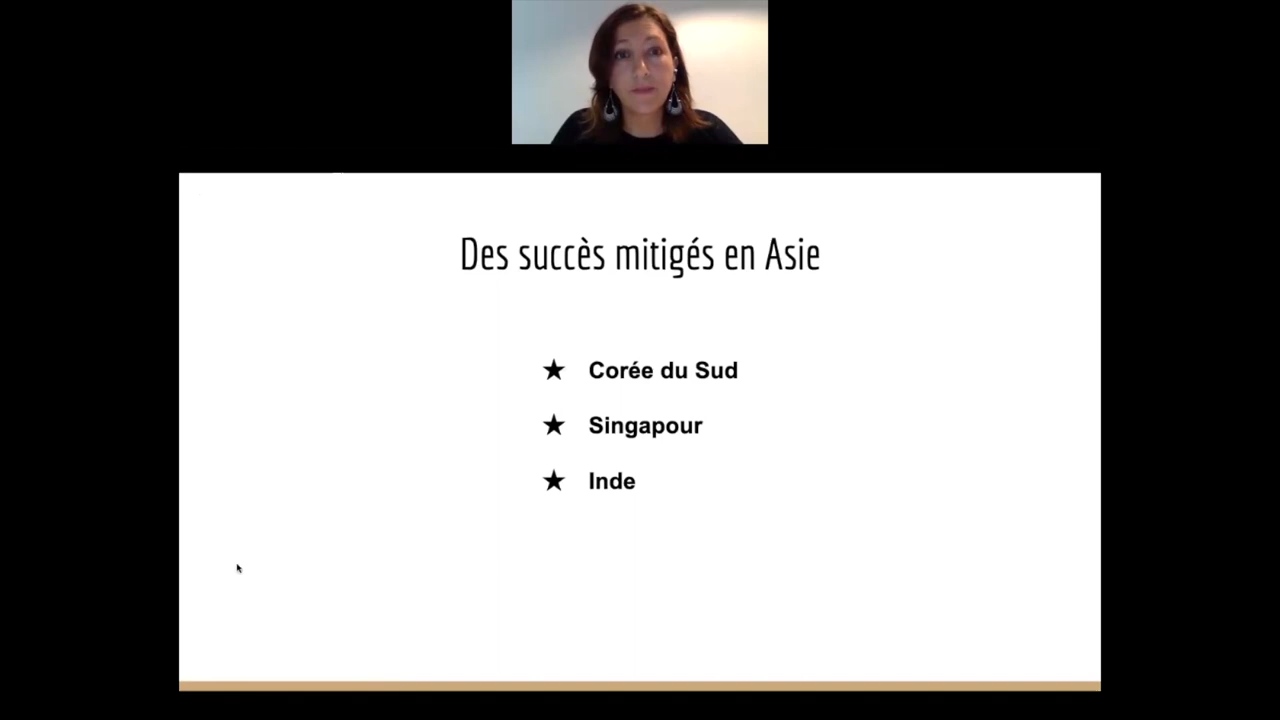 Des succès mitigés en Asie
★ Corée du Sud
★ Singapour
★ Inde